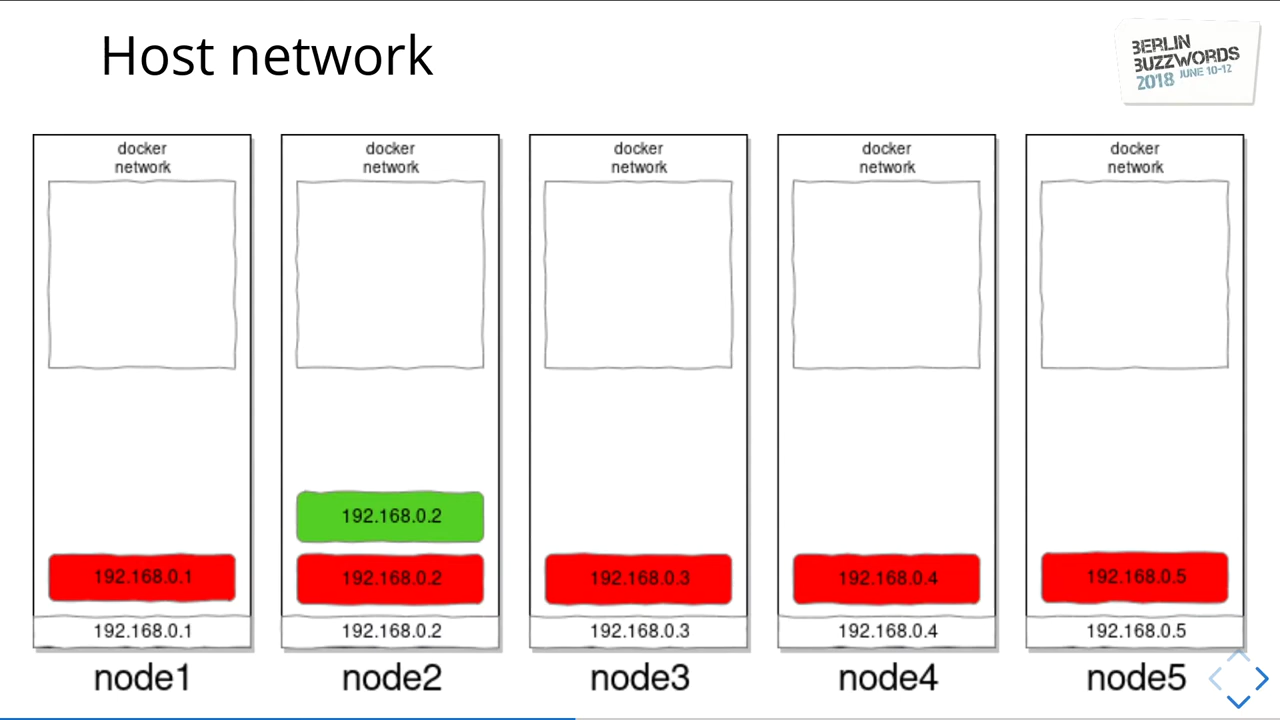 Host network
BERLIN
BUZZWORDS
2018 JUNE 10-12
docker
network
docker
network
docker
network
docker
network
docker
network
192.168.0.2
192.168.0.1
192.168.0.2
192.168.0.3
192.168.0.4
192.168.0.5
192.168.0.1
192.168.0.2
192.168.0.3
192.168.0.4
192.168.0.5
node1
node2
node3
node4
node5